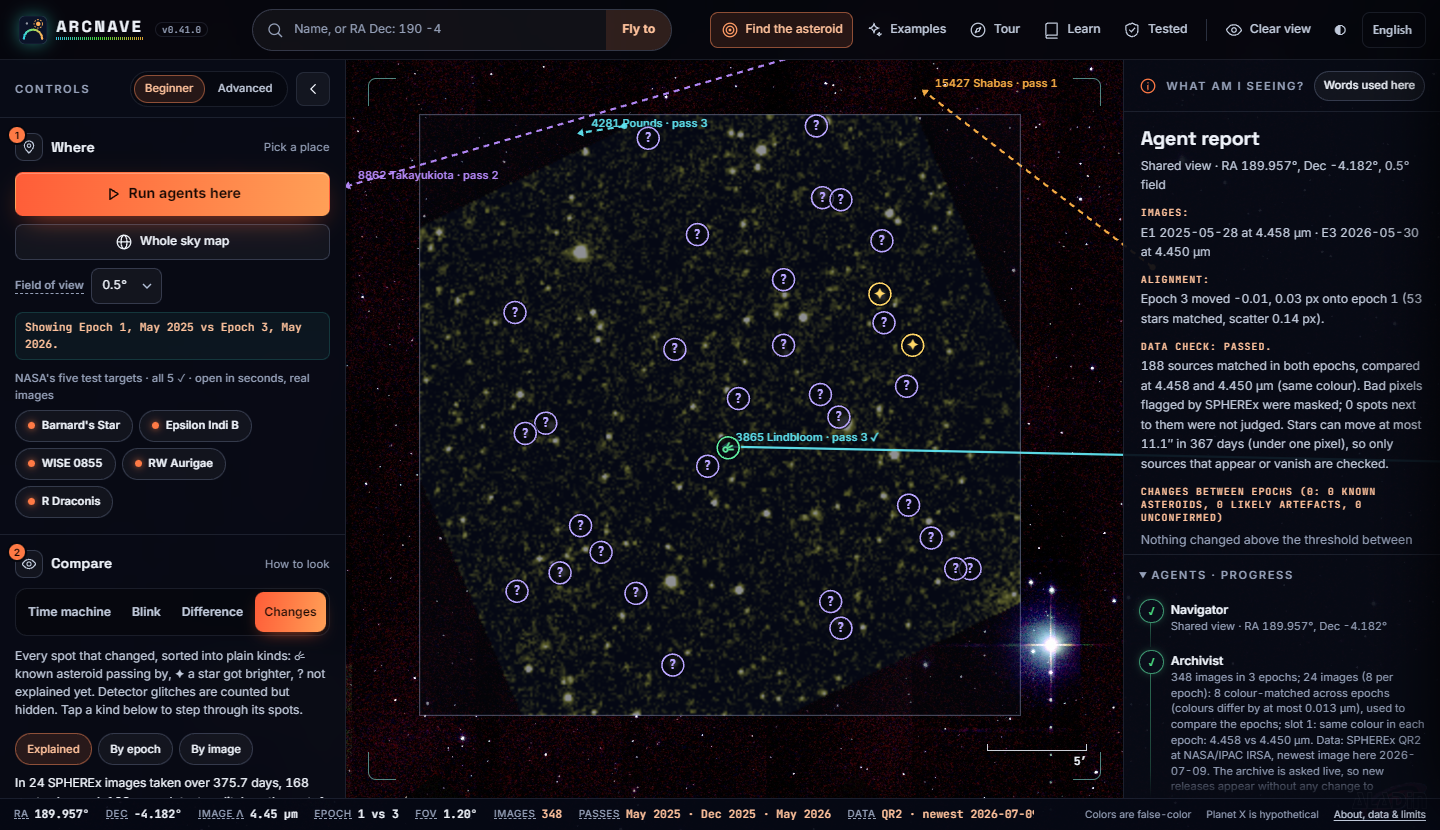 ARCNAVE
v0.41.0
Name, or RA Dec: 190 -4
Fly to
Find the asteroid
Examples
Tour
Learn
Tested
Clear view
English
CONTROLS
Beginner
Advanced
1
Where
Pick a place
Run agents here
Whole sky map
Field of view
0.5°
Showing Epoch 1, May 2025 vs Epoch 3, May
2026.
NASA's five test targets · all 5 ✓ · open in seconds, real
images
Barnard's Star
Epsilon Indi B
WISE 0855
RW Aurigae
R Draconis
2
Compare
How to look
Time machine
Blink
Difference
Changes
Every spot that changed, sorted into plain kinds: ☄
known asteroid passing by, ✦ a star got brighter, ? not
explained yet. Detector glitches are counted but
hidden. Tap a kind below to step through its spots.
Explained
By epoch
By image
In 24 SPHEREx images taken over 375.7 days, 168
15427 Shabas · pass 1
4281 Pounds · pass 3
8862 Takayukiota · pass 2
3865 Lindbloom · pass 3 ✓
5′
WHAT AM I SEEING?
Words used here
Agent report
Shared view · RA 189.957°, Dec -4.182°, 0.5°
field
IMAGES:
E1 2025-05-28 at 4.458 µm · E3 2026-05-30
at 4.450 µm
ALIGNMENT:
Epoch 3 moved -0.01, 0.03 px onto epoch 1 (53
stars matched, scatter 0.14 px).
DATA CHECK: PASSED.
188 sources matched in both epochs, compared
at 4.458 and 4.450 µm (same colour). Bad pixels
flagged by SPHEREx were masked; 0 spots next
to them were not judged. Stars can move at most
11.1″ in 367 days (under one pixel), so only
sources that appear or vanish are checked.
CHANGES BETWEEN EPOCHS (0: 0 KNOWN
ASTEROIDS, 0 LIKELY ARTEFACTS, 0
UNCONFIRMED)
Nothing changed above the threshold between
▼ AGENTS · PROGRESS
Navigator
Shared view · RA 189.957°, Dec -4.182°
Archivist
348 images in 3 epochs; 24 images (8 per
epoch): 8 colour-matched across epochs
(colours differ by at most 0.013 µm), used to
compare the epochs; slot 1: same colour in each
epoch: 4.458 vs 4.450 µm. Data: SPHEREx QR2
at NASA/IPAC IRSA, newest image here 2026-
07-09. The archive is asked live, so new
releases appear without any change to
RA 189.957° DEC -4.182° IMAGE Λ 4.45 µm EPOCH 1 vs 3 FOV 1.20° IMAGES 348 PASSES May 2025 · Dec 2025 · May 2026 DATA QR2 · newest 2026-07-0
Colors are false-color
Planet X is hypothetical
About, data & limits